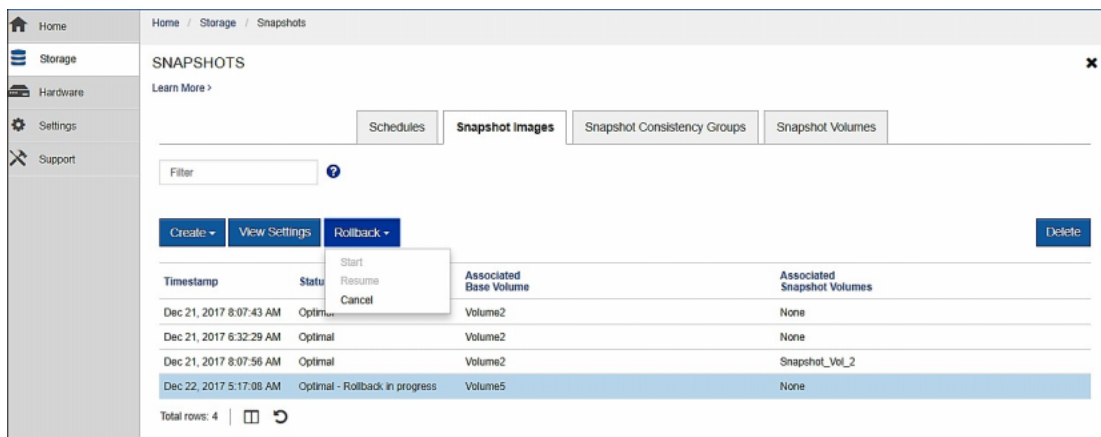 Home
Storage
Hardware
Settings
Support
Home / Storage / Snapshots
SNAPSHOTS
Learn More >
Schedules
Snapshot Images
Snapshot Consistency Groups
Snapshot Volumes
Filter
Create
View Settings
Rollback
Delete
Start
Resume
Cancel
Timestamp Statu Associated Base Volume Associated Snapshot Volumes
Dec 21, 2017 8:07:43 AM Optimal Volume2 None
Dec 21, 2017 6:32:29 AM Optimal Volume2 None
Dec 21, 2017 8:07:56 AM Optimal Volume2 Snapshot_Vol_2
Dec 22, 2017 5:17:08 AM Optimal - Rollback in progress Volume5 None
Total rows: 4